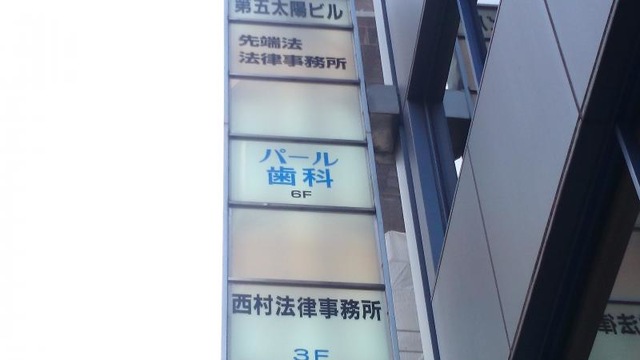 第五太陽ビル
先端法
法律事務所
パール
歯科
6F
西村法律事務所
3F